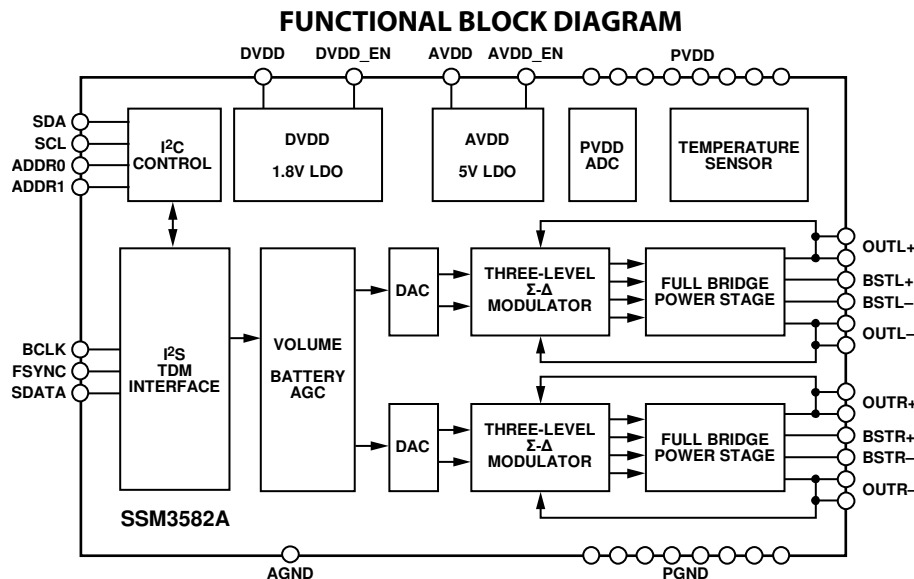 FUNCTIONAL BLOCK DIAGRAM
DVDD
DVDD_EN
AVDD
AVDD_EN
PVDD
SDA
SCL
ADDR0
ADDR1
I²C
CONTROL
DVDD
1.8V LDO
AVDD
5V LDO
PVDD
ADC
TEMPERATURE
SENSOR
BCLK
FSYNC
SDATA
I²S
TDM
INTERFACE
VOLUME
BATTERY
AGC
DAC
THREE-LEVEL
Σ-Δ
MODULATOR
FULL BRIDGE
POWER STAGE
OUTL+
BSTL+
BSTL–
OUTL–
DAC
THREE-LEVEL
Σ-Δ
MODULATOR
FULL BRIDGE
POWER STAGE
OUTR+
BSTR+
BSTR–
OUTR–
SSM3582A
AGND
PGND